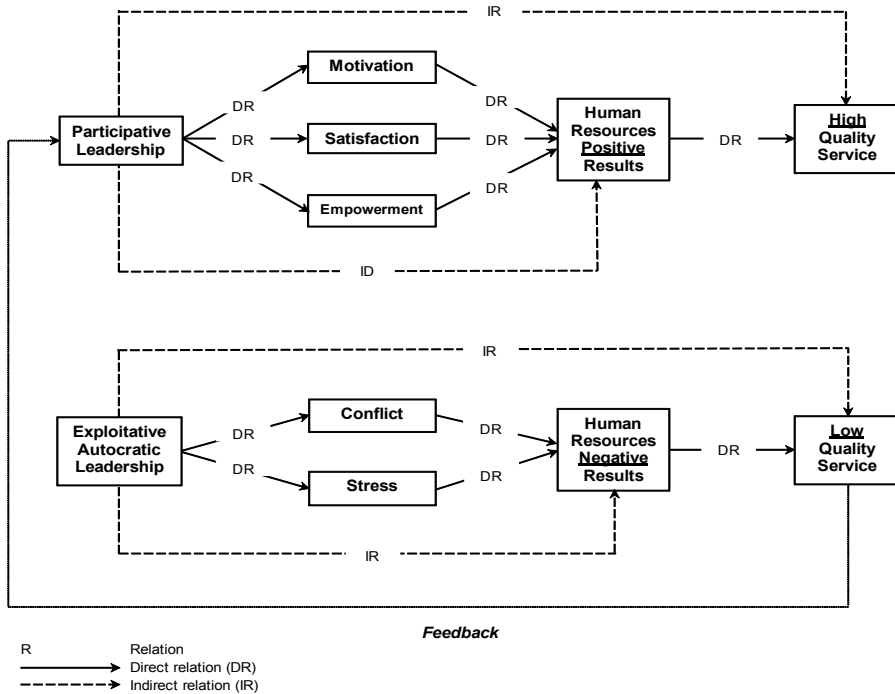 IR
Motivation
DR
DR
Participative
Leadership
DR
Satisfaction
DR
Human
Resources
Positive
Results
DR
High
Quality
Service
DR
Empowerment
DR
ID
IR
Conflict
DR
DR
Exploitative
Autocratic
Leadership
Human
Resources
Negative
Results
DR
Low
Quality
Service
DR
Stress
DR
IR
Feedback
R Relation
Direct relation (DR)
Indirect relation (IR)